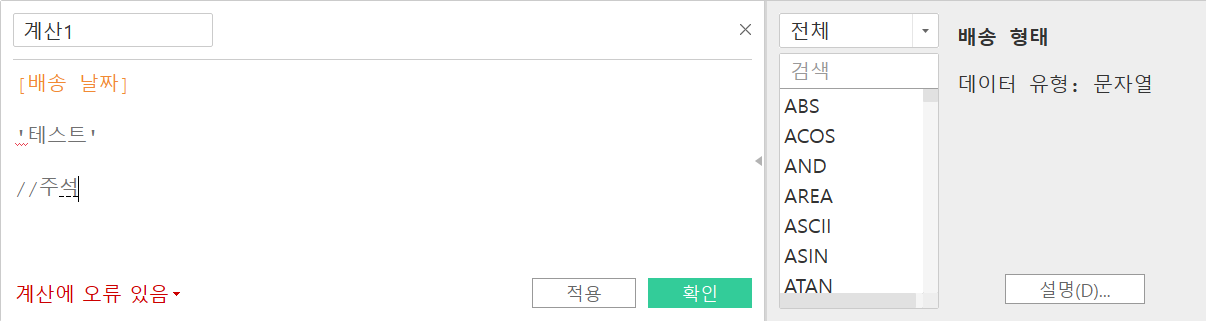 계산1
[배송 날짜]
'테스트'
//주석
계산에 오류 있음
적용
확인
전체
검색
ABS
ACOS
AND
AREA
ASCII
ASIN
ATAN
배송 형태
데이터 유형: 문자열
설명(D)...